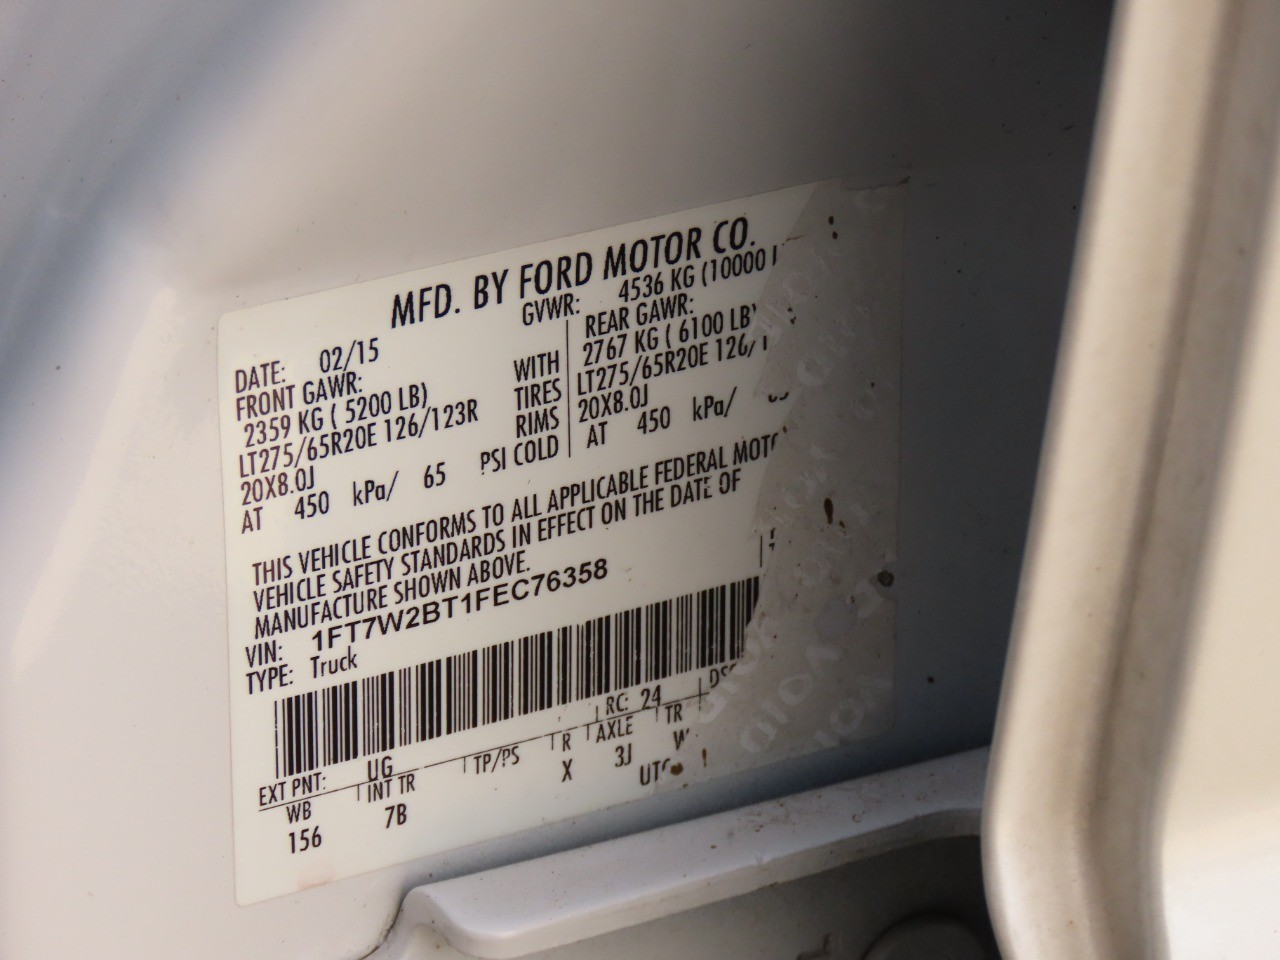 MFD. BY FORD MOTOR CO.
DATE: 02/15 GVWR: 4536 KG (10000
FRONT GAWR: REAR GAWR:
2359 KG ( 5200 LB) WITH 2767 KG ( 6100 LB)
LT275/65R20E 126/123R TIRES LT275/65R20E 126/
20X8.0J RIMS 20X8.0J
AT 450 kPa/ 65 PSI COLD AT 450 kPa/
THIS VEHICLE CONFORMS TO ALL APPLICABLE FEDERAL MOTO
VEHICLE SAFETY STANDARDS IN EFFECT ON THE DATE OF
MANUFACTURE SHOWN ABOVE.
VIN: 1FT7W2BT1FEC76358
TYPE: Truck
EXT PNT: UG RC: 24 DS
WB INT TR TP/PS R AXLE TR
156 7B X 3J W